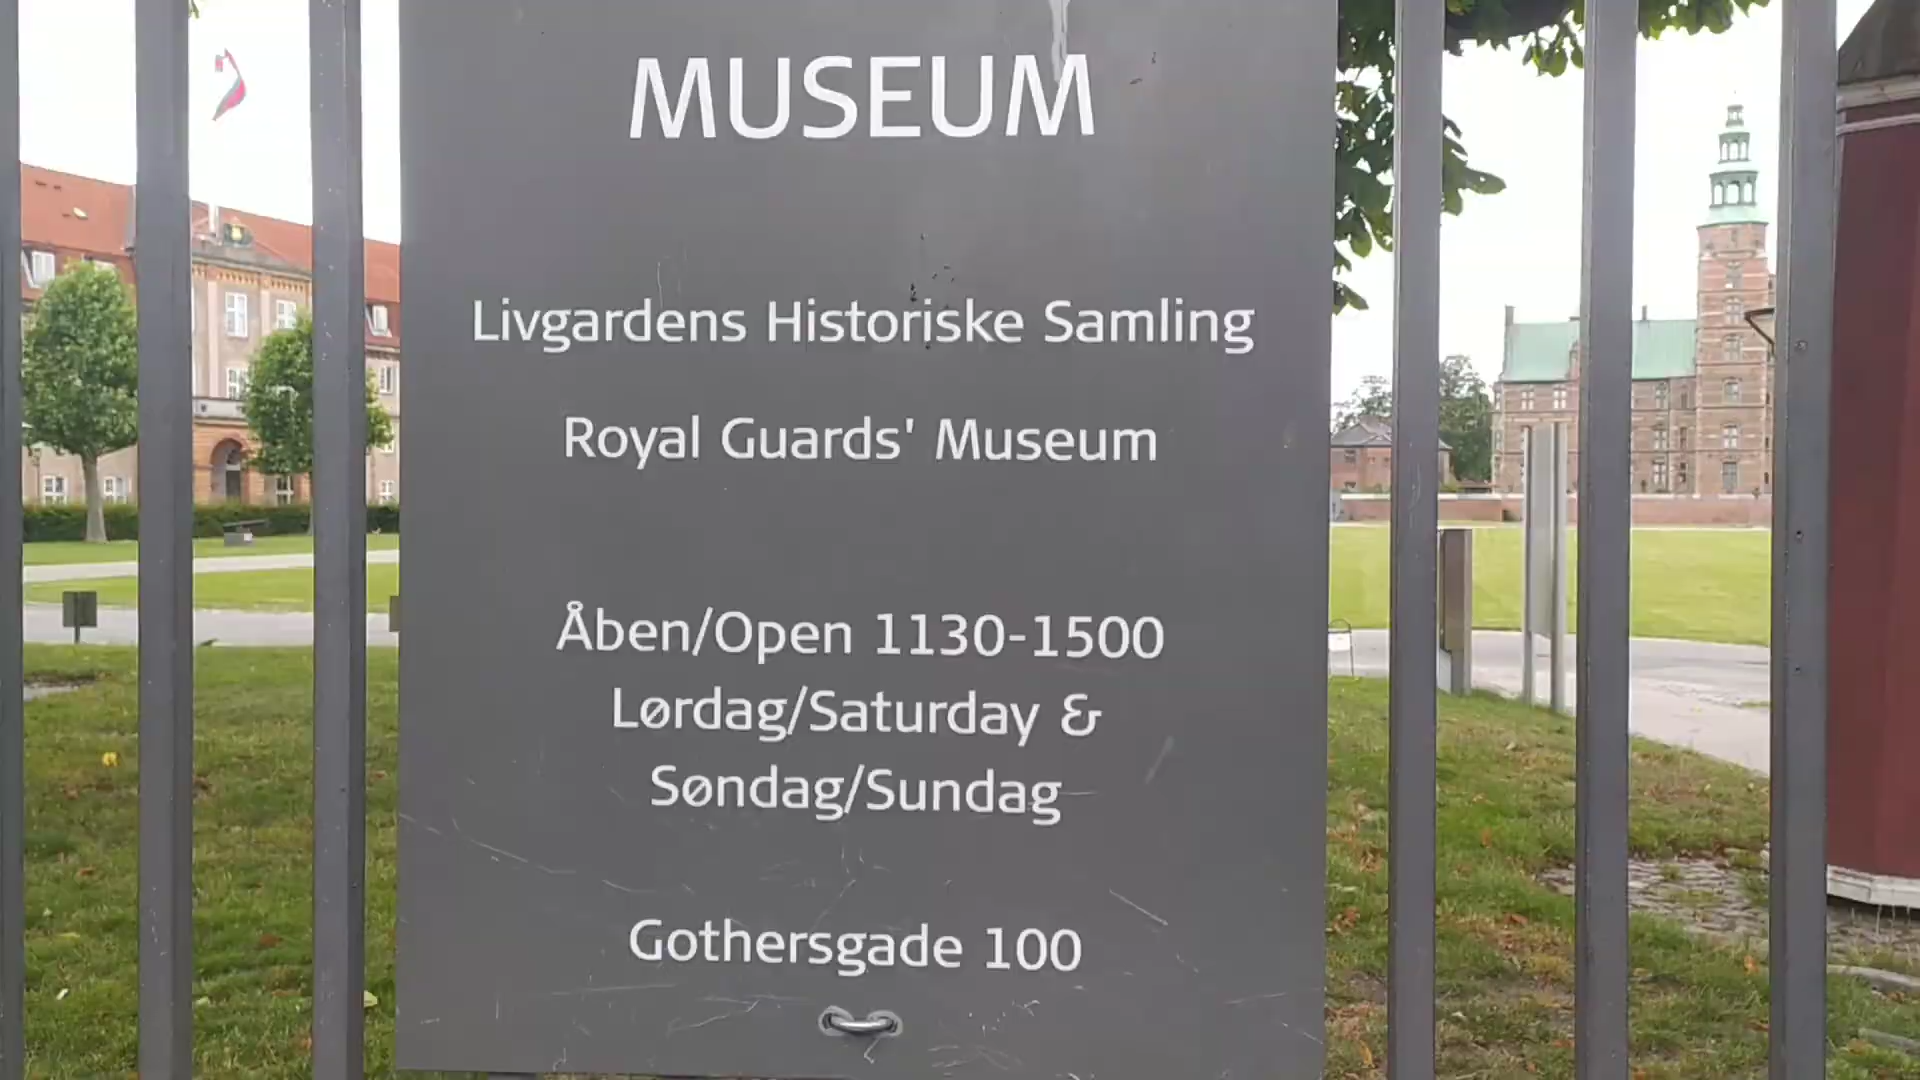 MUSEUM
Livgardens Historiske Samling
Royal Guards' Museum
Åben/Open 1130-1500
Lørdag/Saturday &
Søndag/Sundag
Gothersgade 100